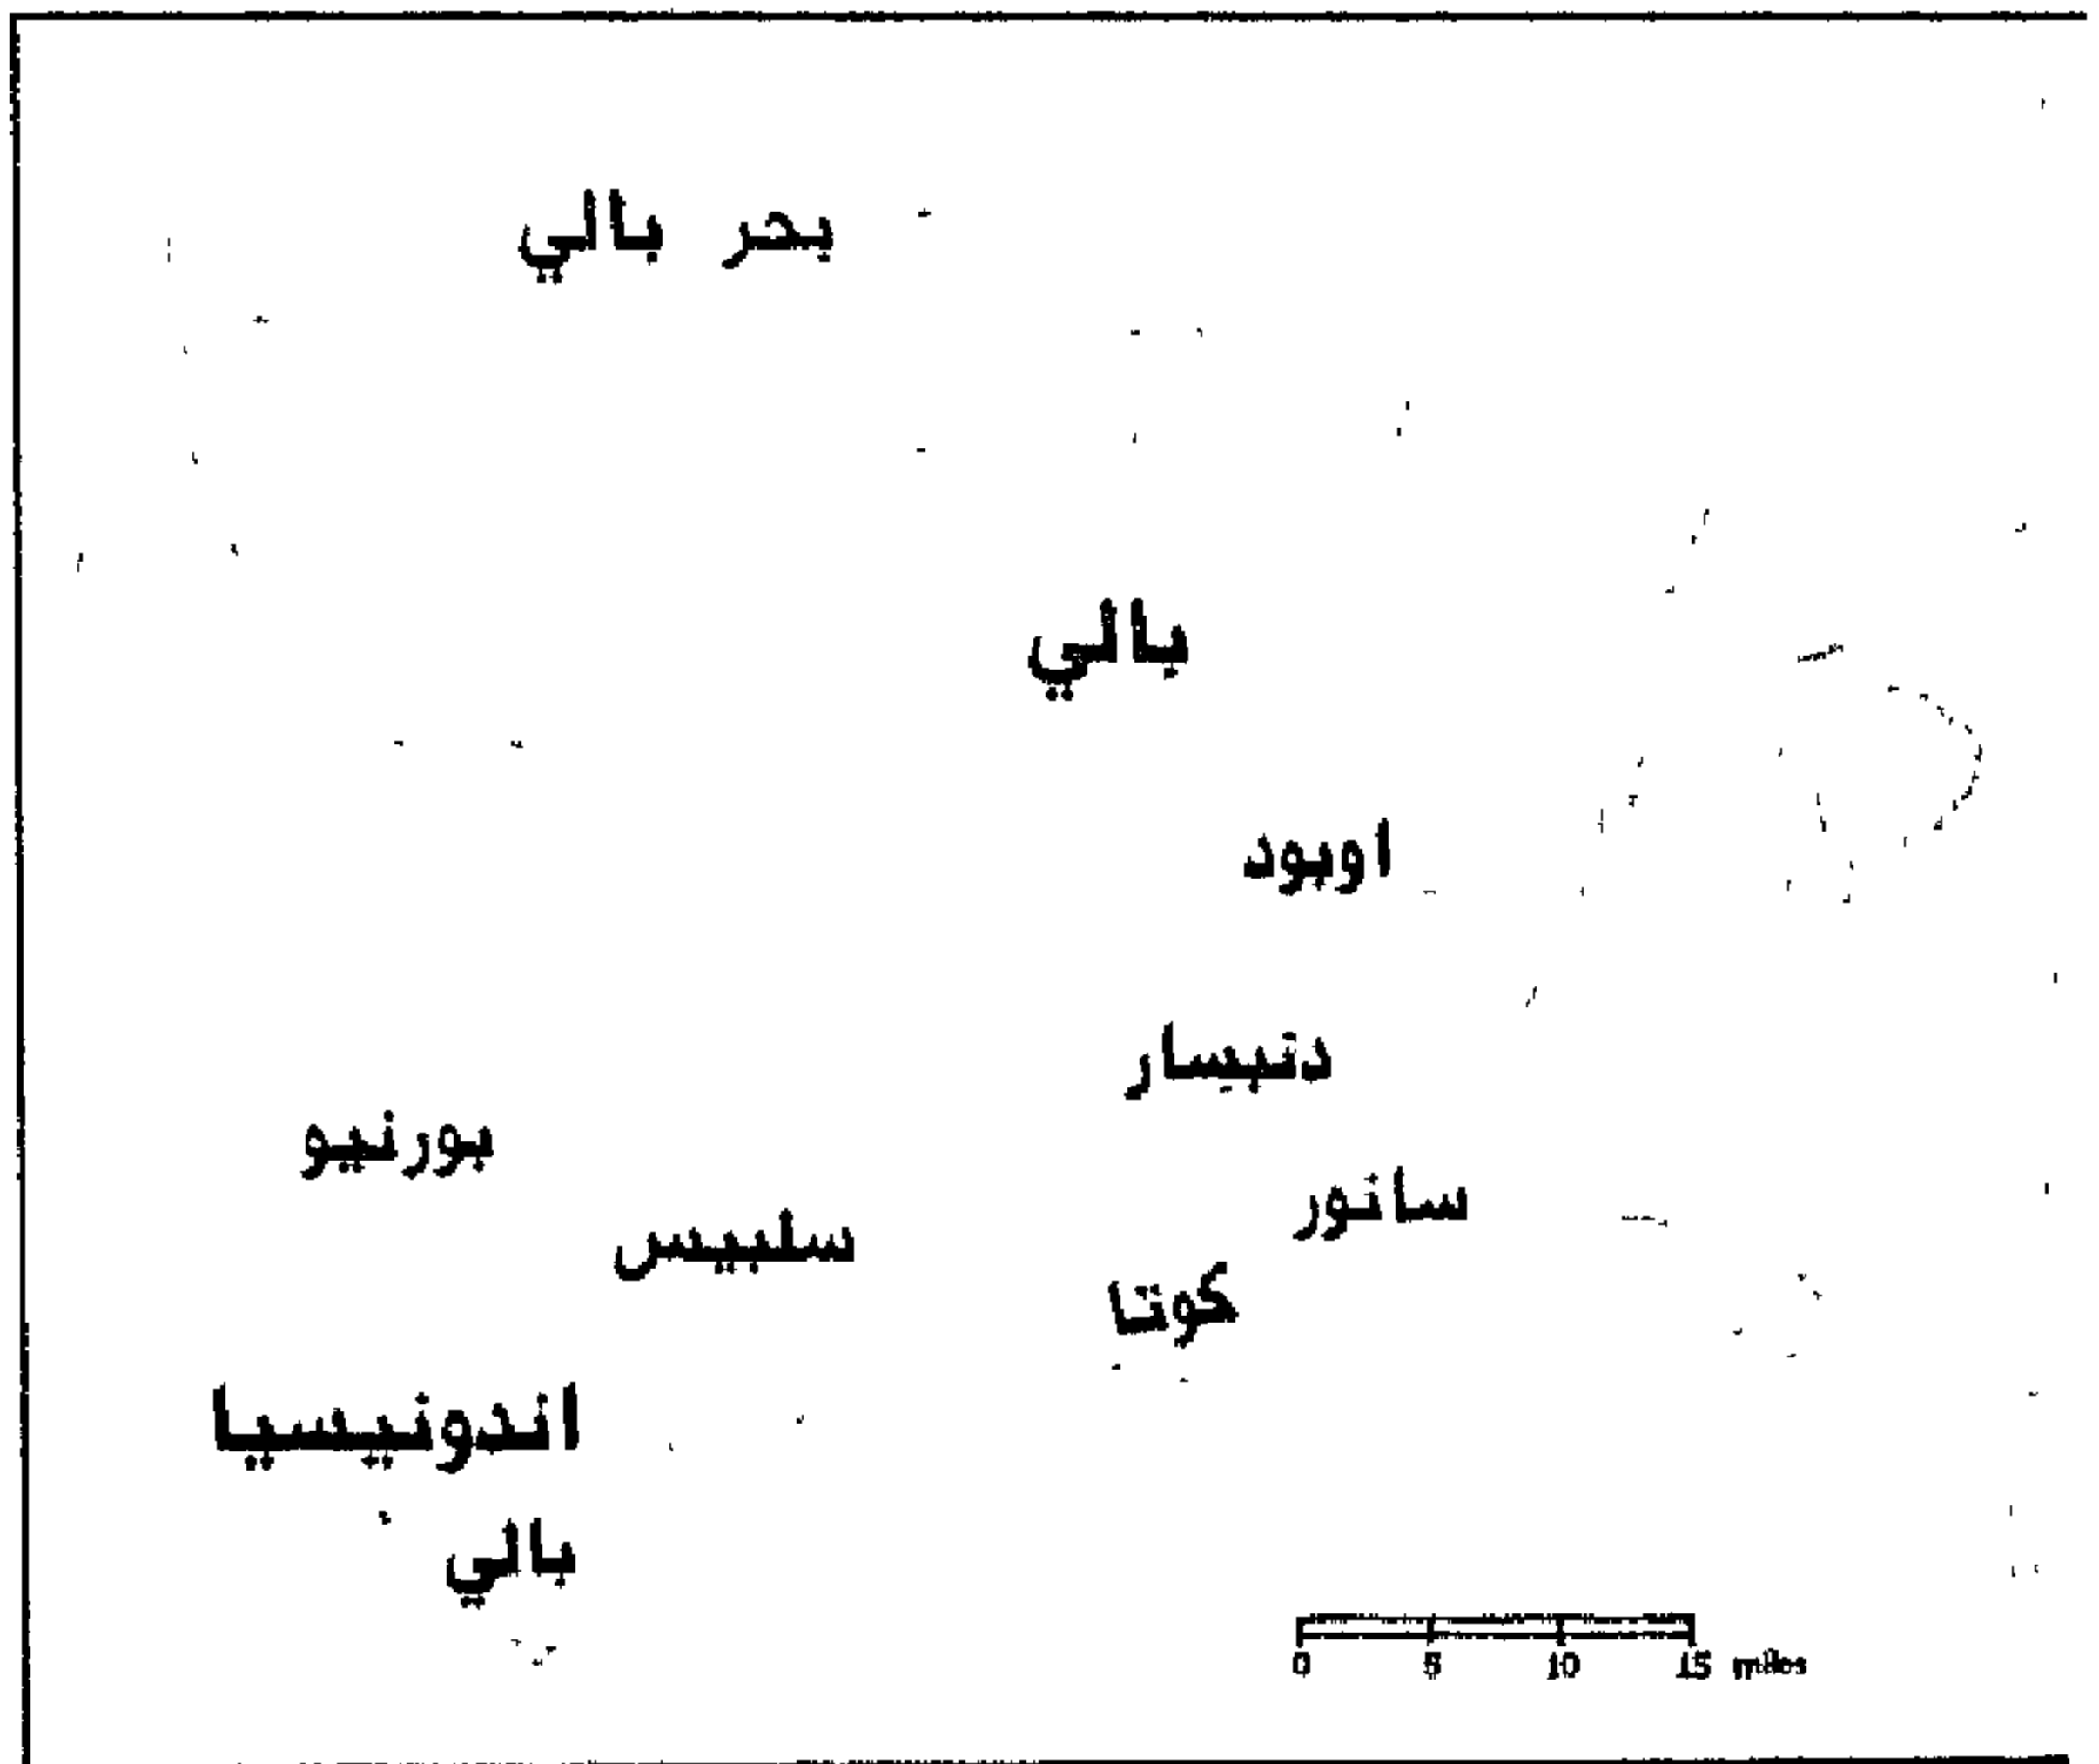 بحر بالي
بالي
اوبود
دنبسار
بورنيو
سانور
سلبيس
كوتا
اندونيسيا
بالي
0 5 10 15 miles